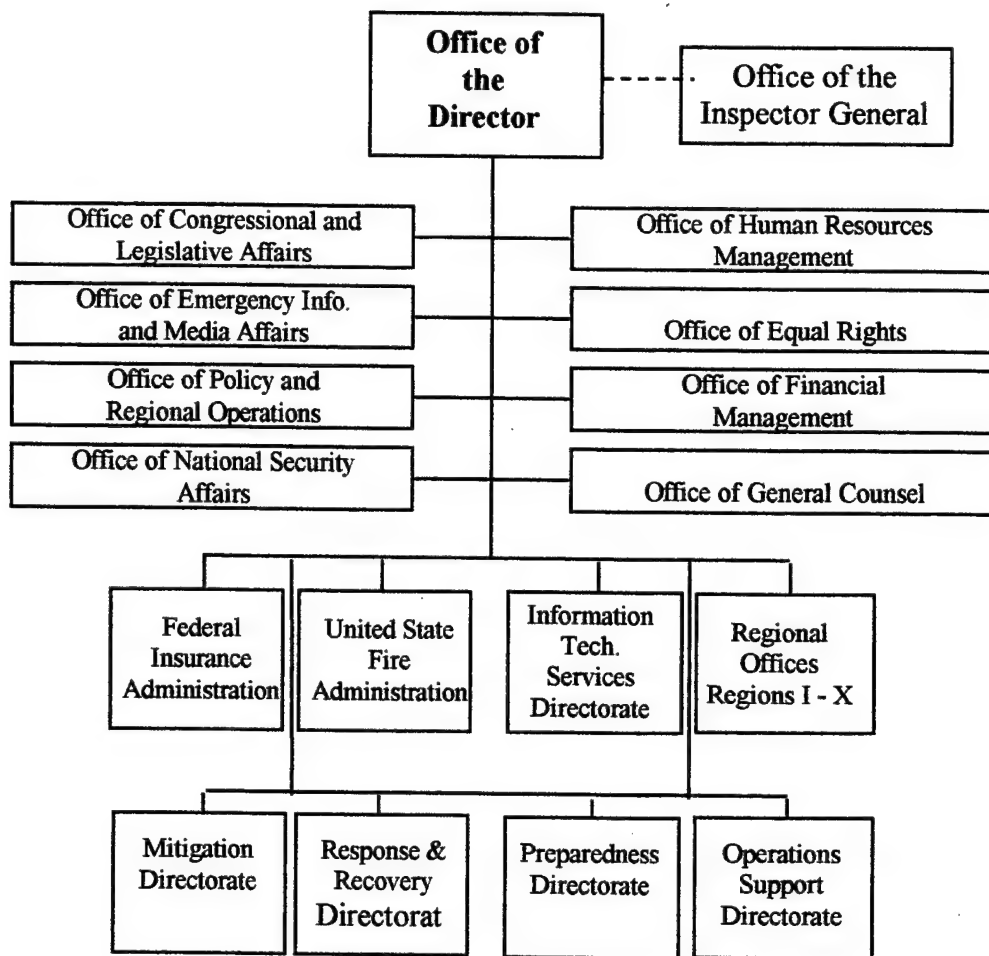 Office of
the
Director
Office of the
Inspector General
Office of Congressional and
Legislative Affairs
Office of Human Resources
Management
Office of Emergency Info.
and Media Affairs
Office of Equal Rights
Office of Policy and
Regional Operations
Office of Financial
Management
Office of National Security
Affairs
Office of General Counsel
Federal
Insurance
Administration
United State
Fire
Administration
Information
Tech.
Services
Directorate
Regional
Offices
Regions I - X
Mitigation
Directorate
Response &
Recovery
Directorat
Preparedness
Directorate
Operations
Support
Directorate